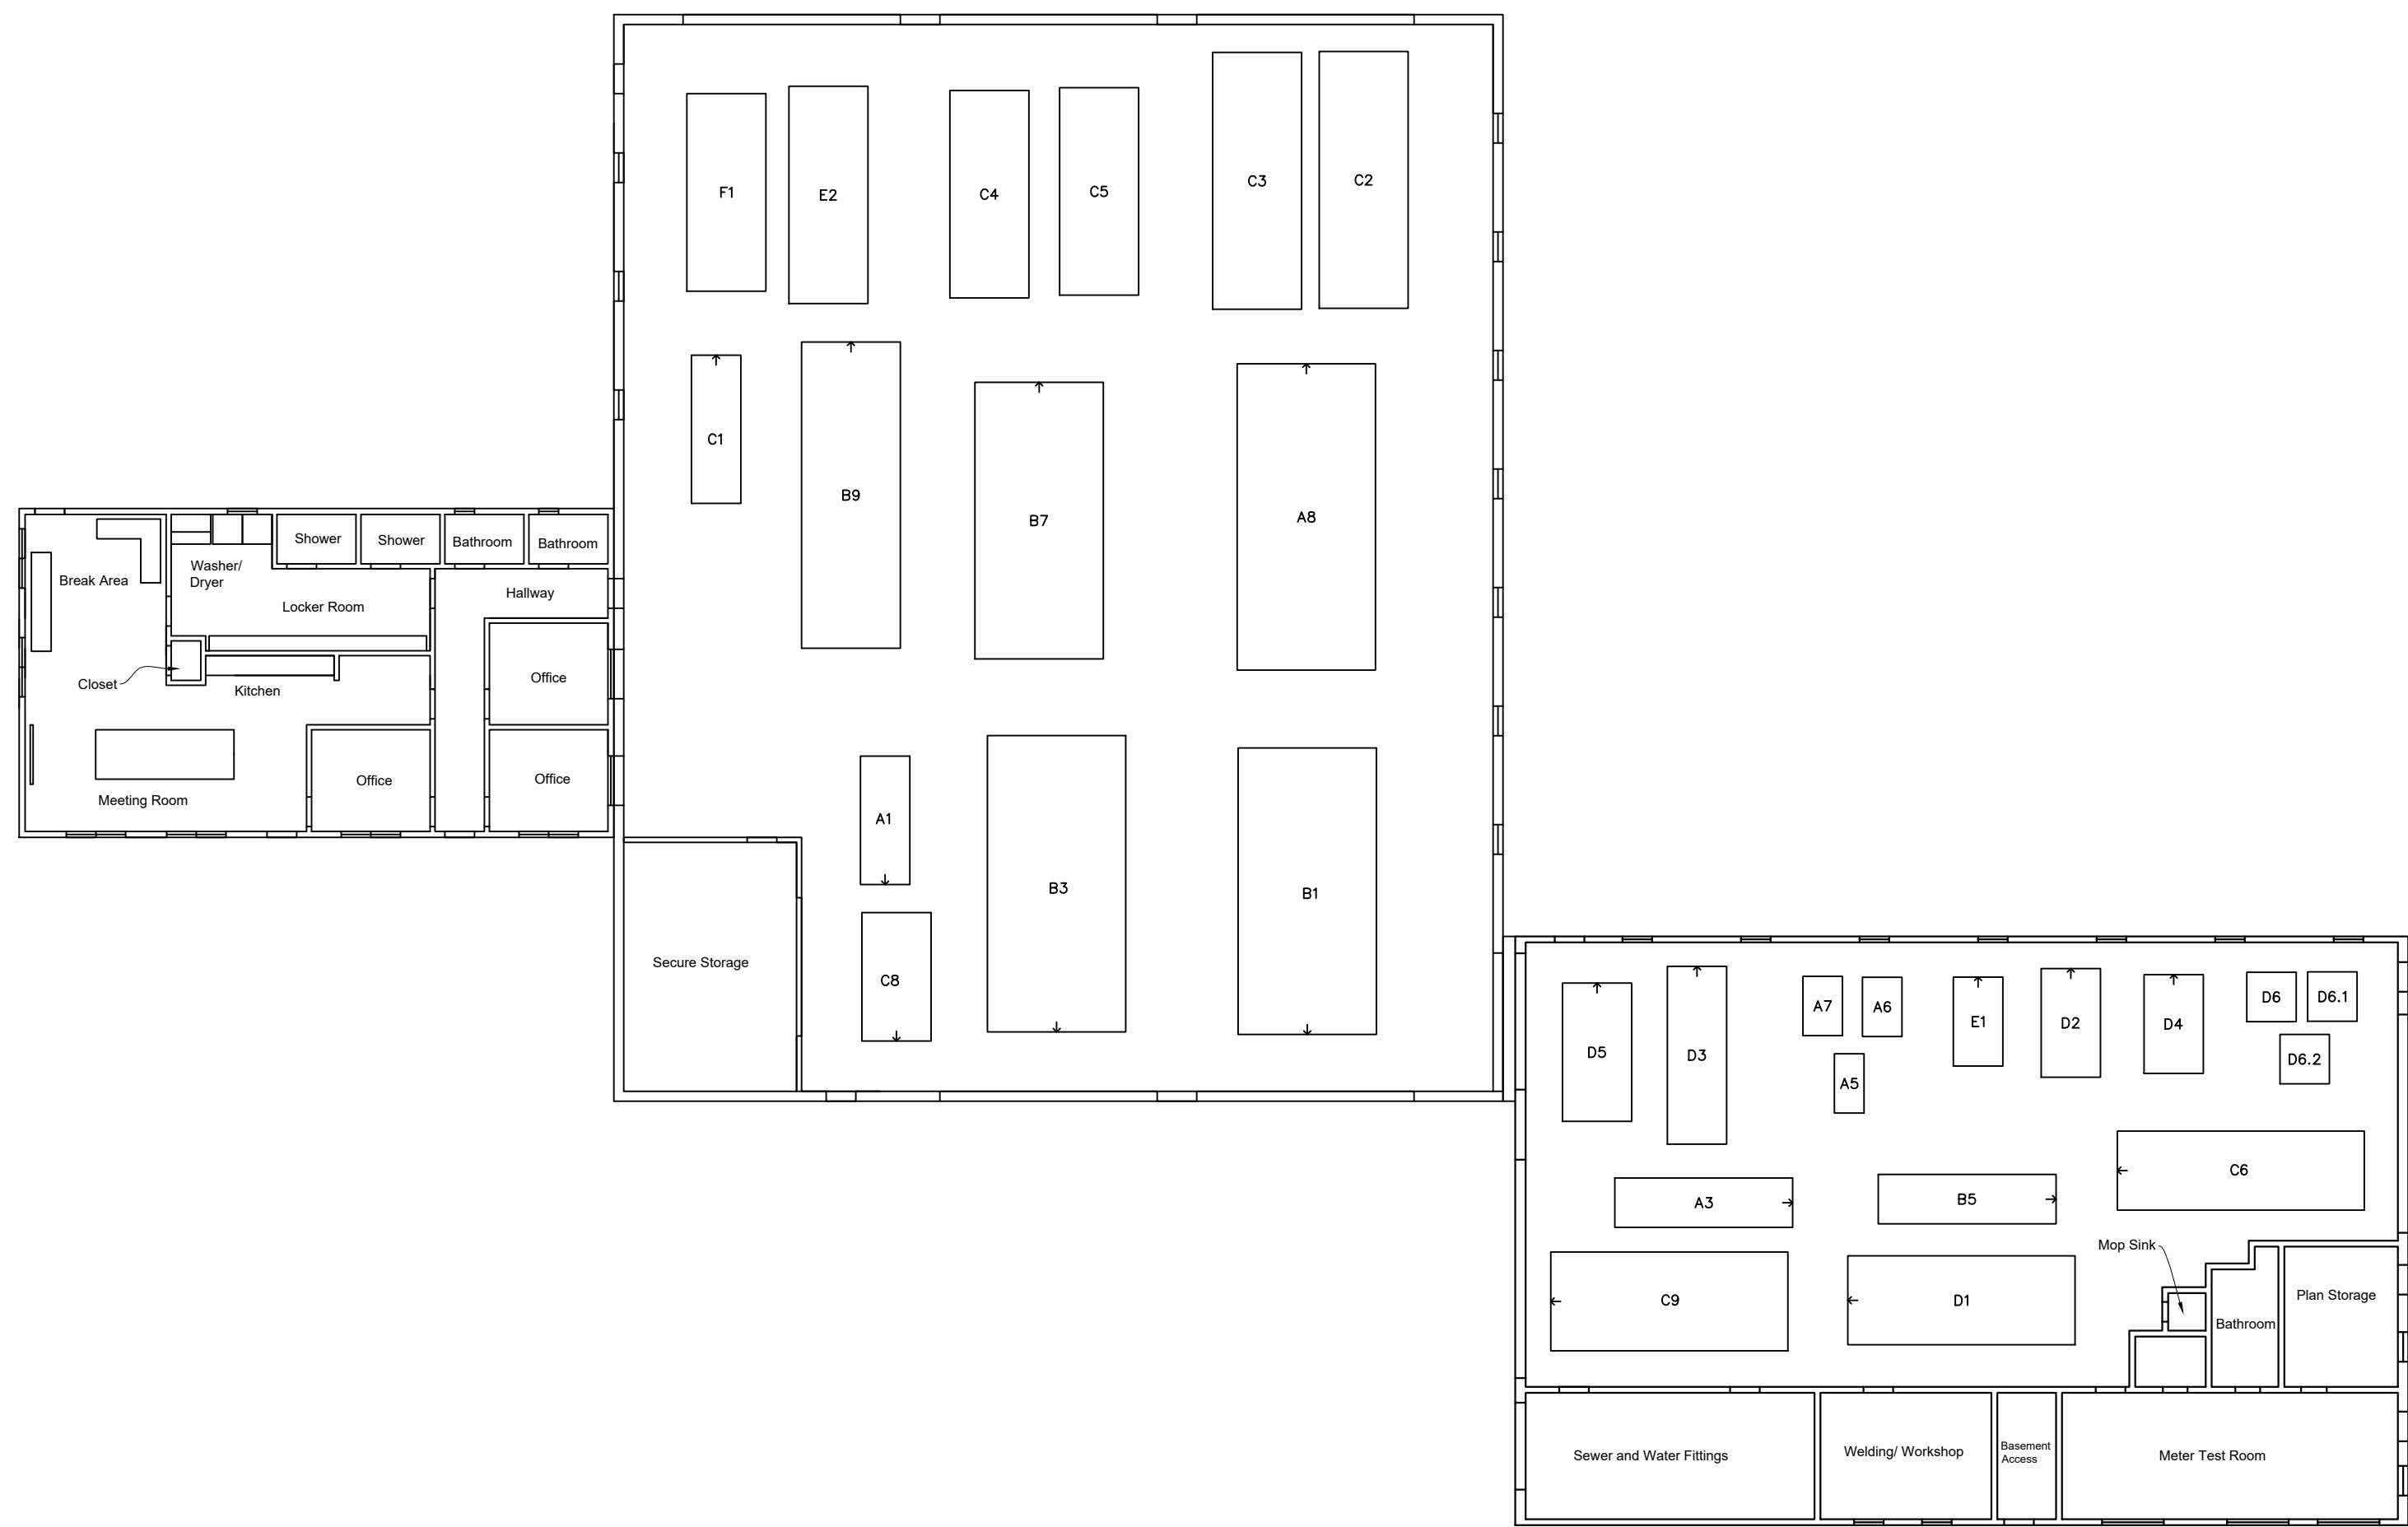 F1
E2
C4
C5
C3
C2
C1
B9
B7
A8
Shower
Shower
Bathroom
Bathroom
Washer/
Dryer
Break Area
Locker Room
Hallway
Closet
Kitchen
Office
Meeting Room
Office
Office
A1
B3
B1
Secure Storage
C8
D5
D3
A7
A6
A5
E1
D2
D4
D6
D6.1
D6.2
A3
B5
C6
Mop Sink
C9
D1
Bathroom
Plan Storage
Sewer and Water Fittings
Welding/ Workshop
Basement
Access
Meter Test Room